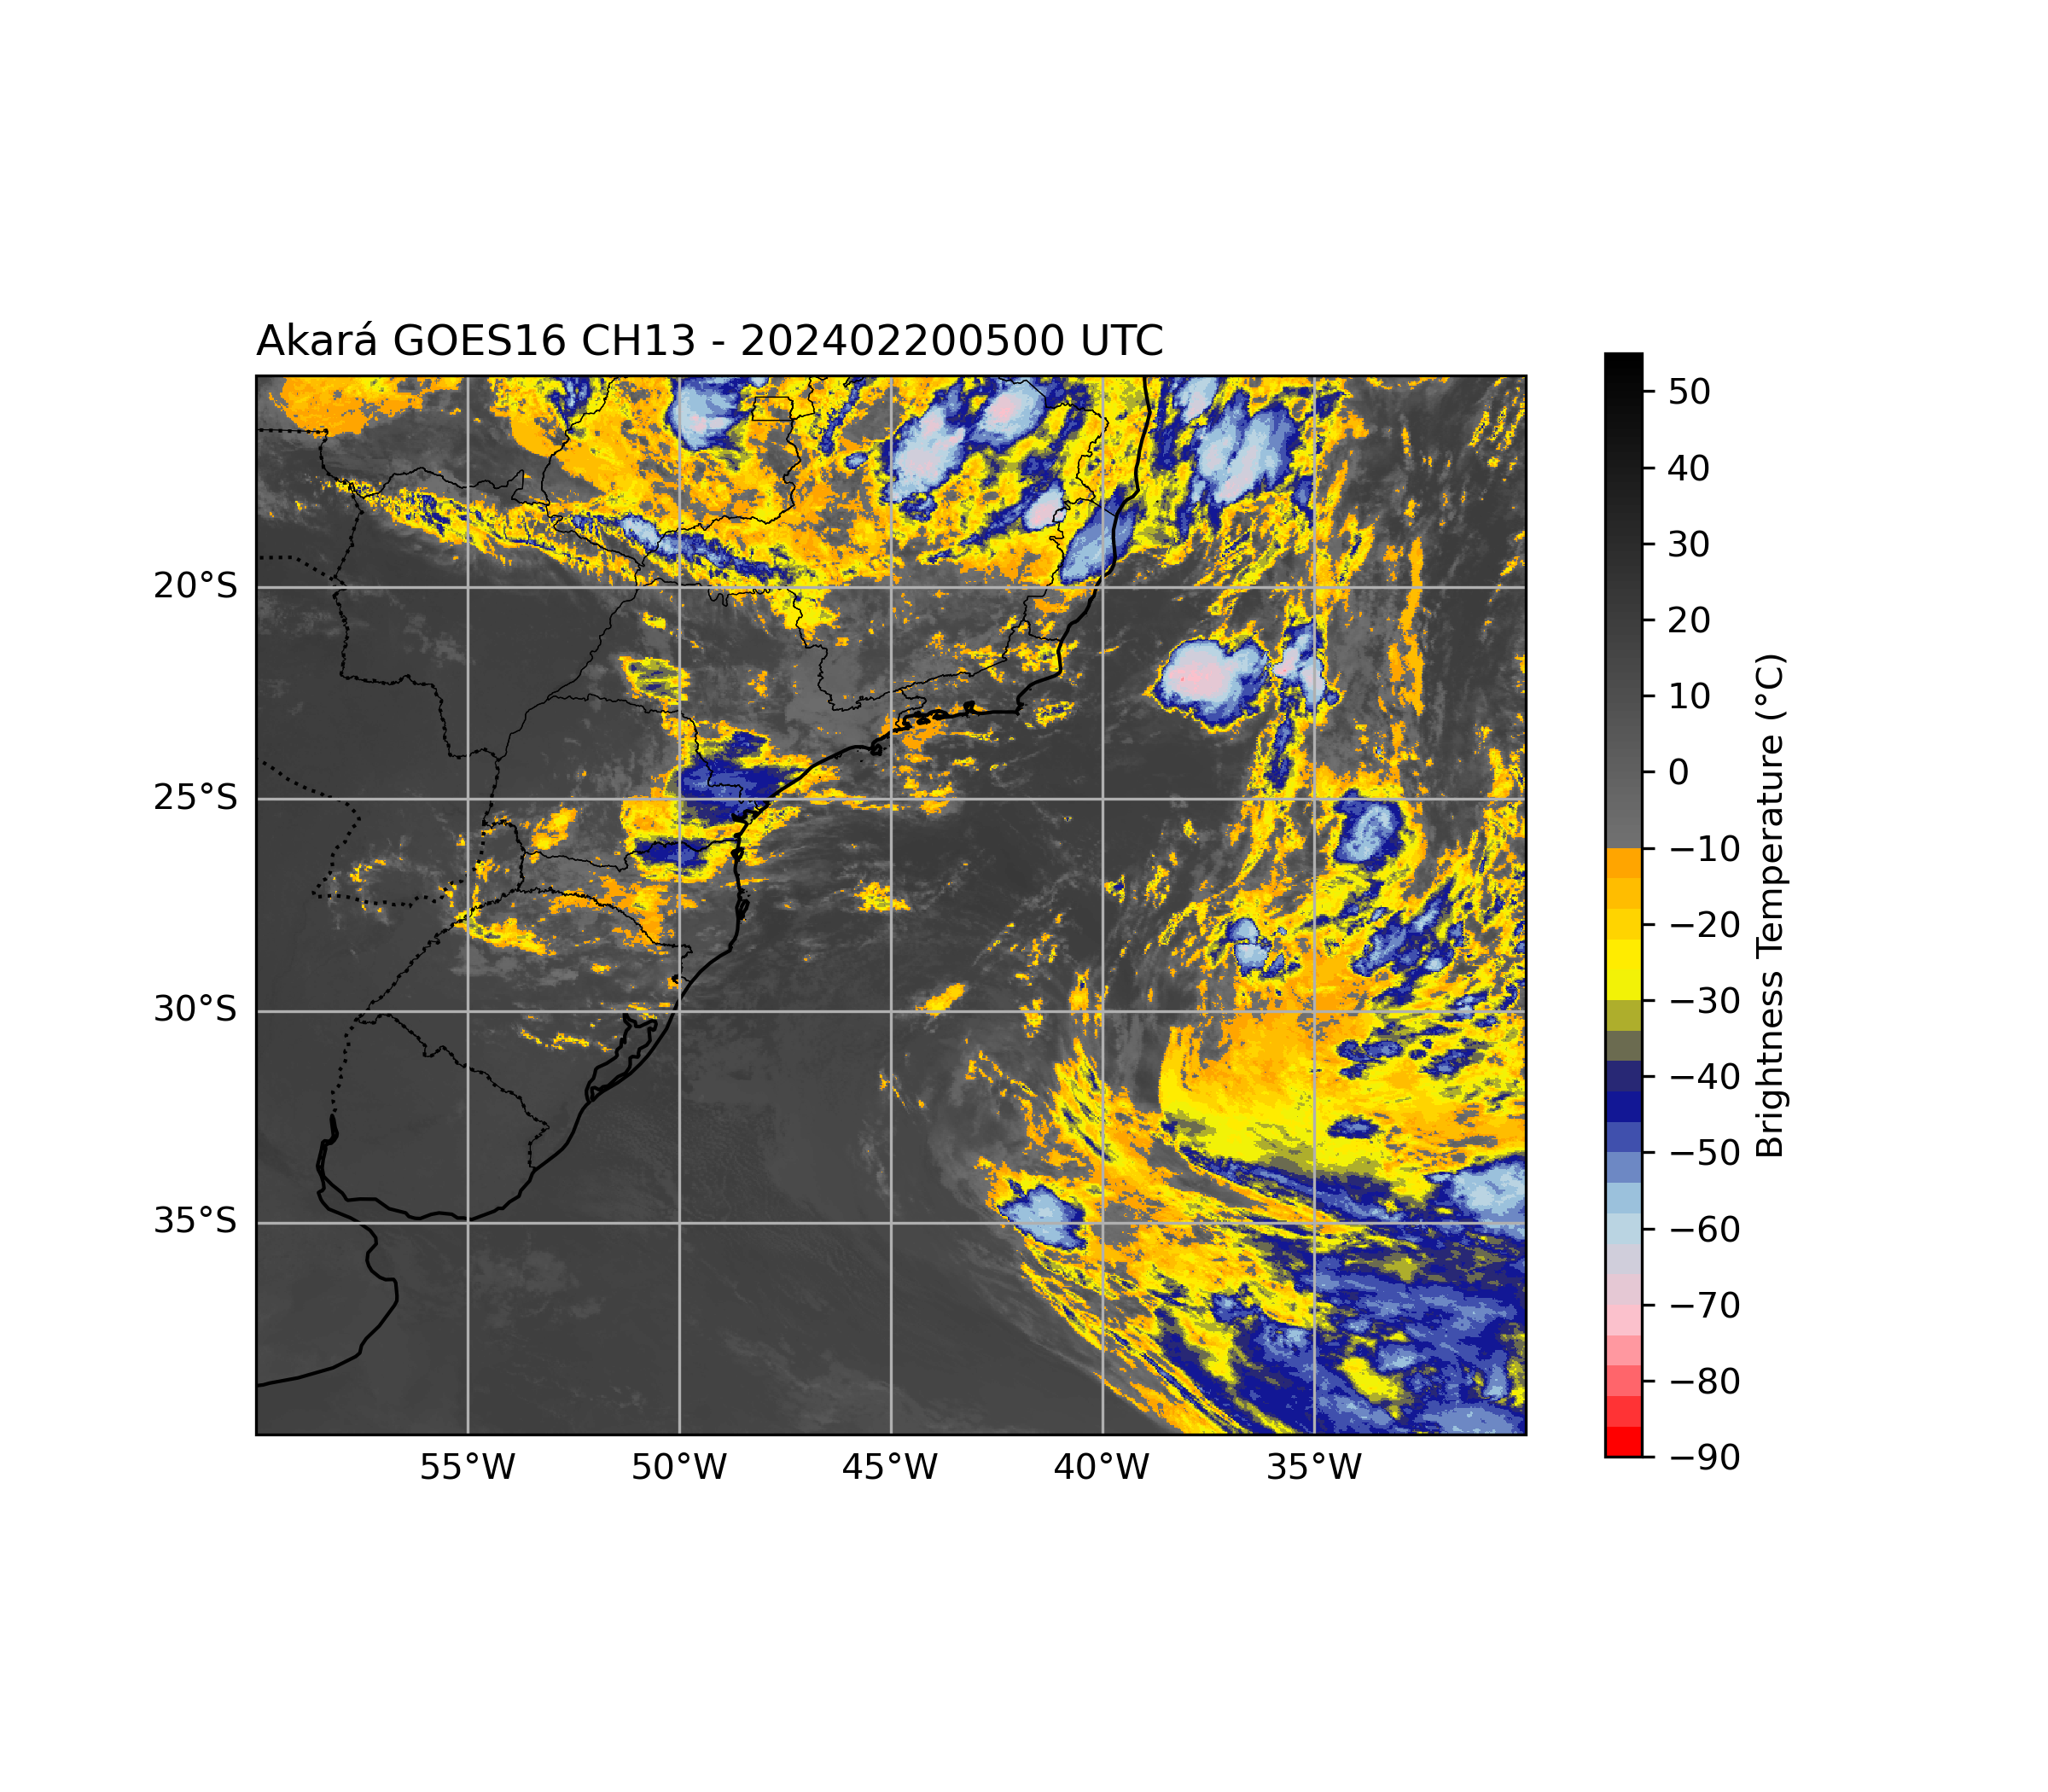 Akará GOES16 CH13 - 202402200500 UTC
20°S
25°S
30°S
35°S
55°W
50°W
45°W
40°W
35°W
50
40
30
20
10
0
−10
−20
−30
−40
−50
−60
−70
−80
−90
Brightness Temperature (°C)